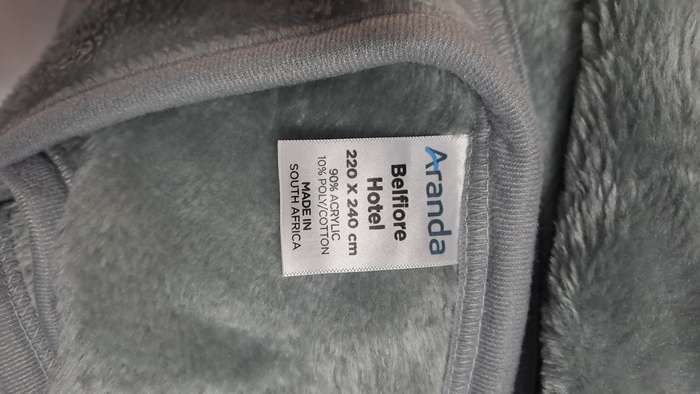 Aranda
Belfiore
Hotel
220 X 240 cm
90% ACRYLIC
10% POLY/COTTON
MADE IN
SOUTH AFRICA